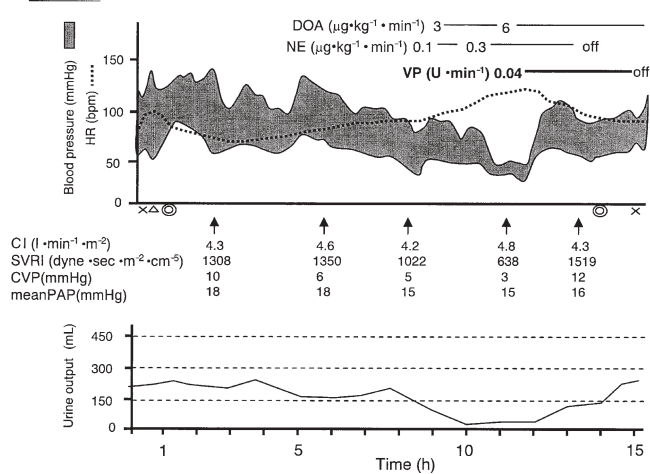 DOA (µg•kg⁻¹ • min⁻¹) 3 6
NE (µg•kg⁻¹ • min⁻¹) 0.1 0.3 off
VP (U • min⁻¹) 0.04 off
Blood pressure (mmHg)
HR (bpm)
150
100
50
0
× △ ◎ ◎ ×
CI (l •min⁻¹ •m⁻²) 4.3 4.6 4.2 4.8 4.3
SVRI (dyne •sec •m⁻² •cm⁻⁵) 1308 1350 1022 638 1519
CVP(mmHg) 10 6 5 3 12
meanPAP(mmHg) 18 18 15 15 16
Urine output (mL)
450
300
150
0
1 5 10 15
Time (h)